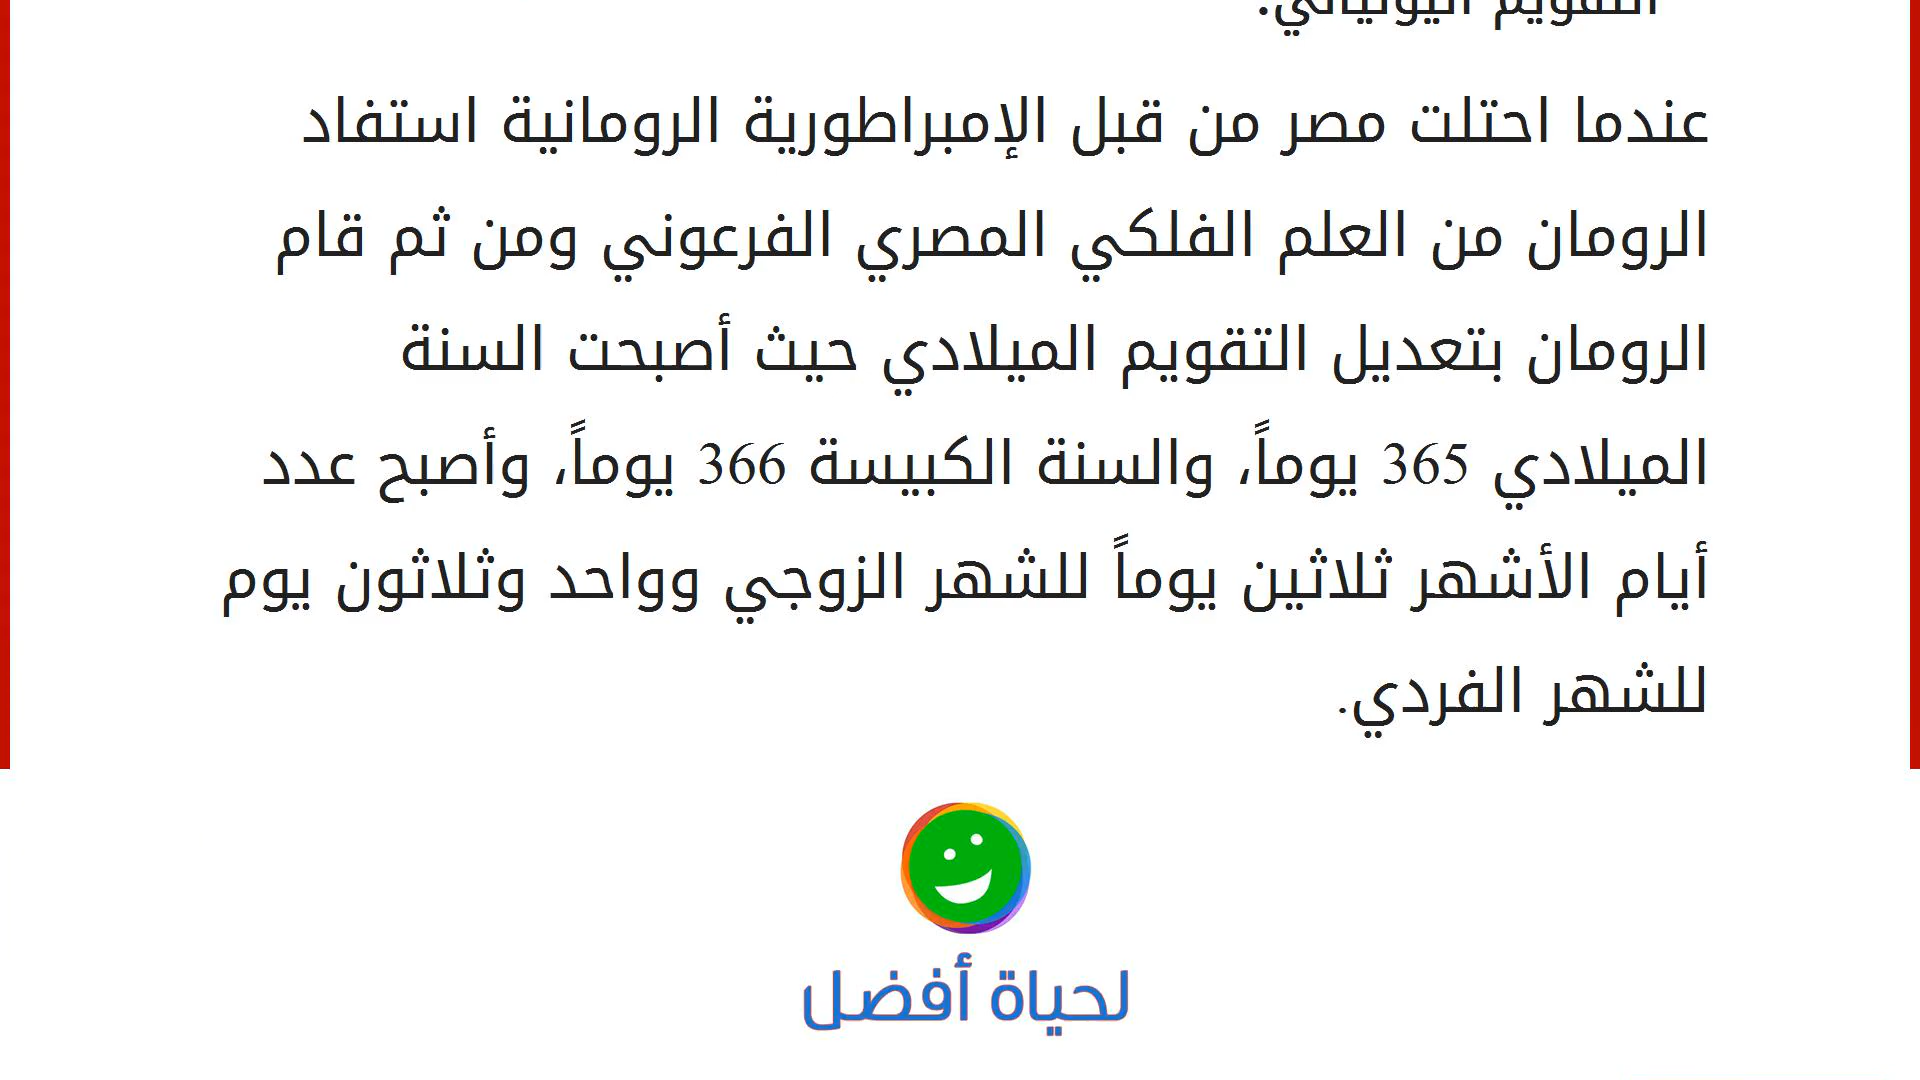 التقويم اليولياني.
عندما احتلت مصر من قبل الإمبراطورية الرومانية استفاد
الرومان من العلم الفلكي المصري الفرعوني ومن ثم قام
الرومان بتعديل التقويم الميلادي حيث أصبحت السنة
الميلادي 365 يوماً، والسنة الكبيسة 366 يوماً، وأصبح عدد
أيام الأشهر ثلاثين يوماً للشهر الزوجي وواحد وثلاثون يوم
للشهر الفردي.
لحياة أفضل